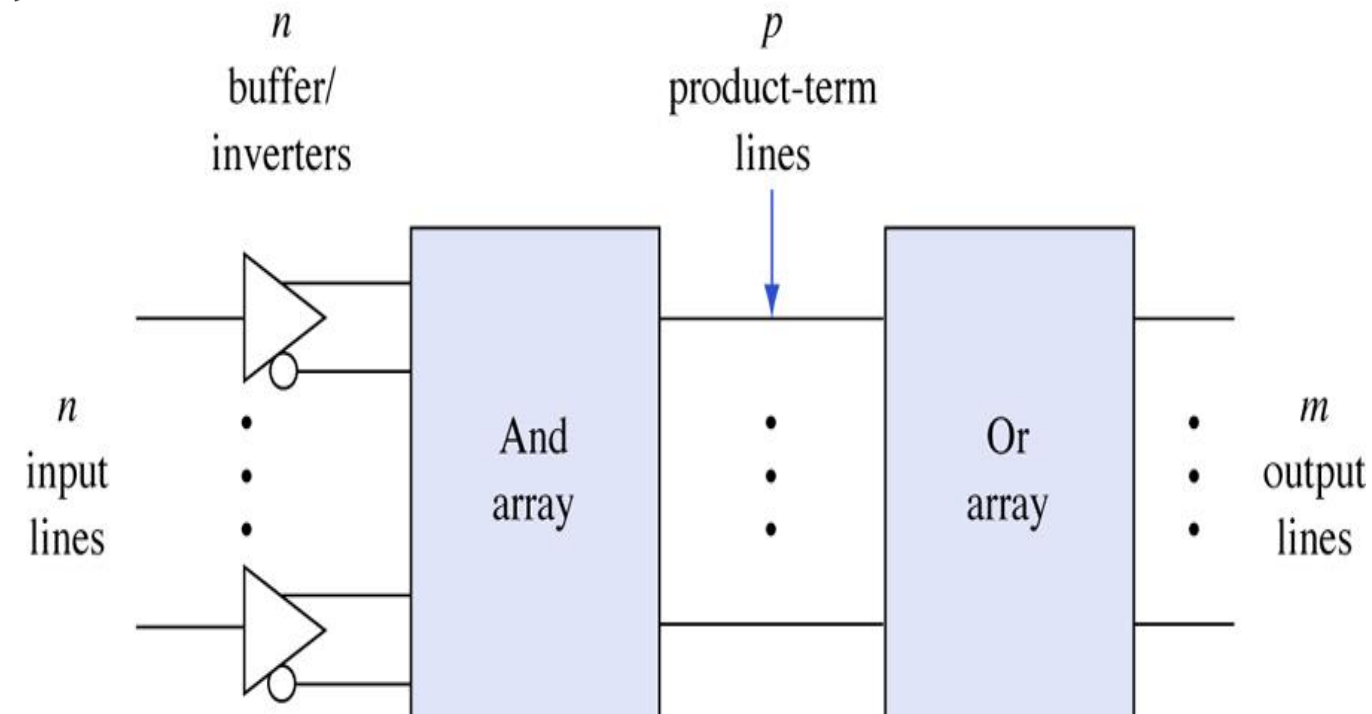 n
buffer/
inverters
p
product-term
lines
n
input
lines
And
array
Or
array
m
output
lines